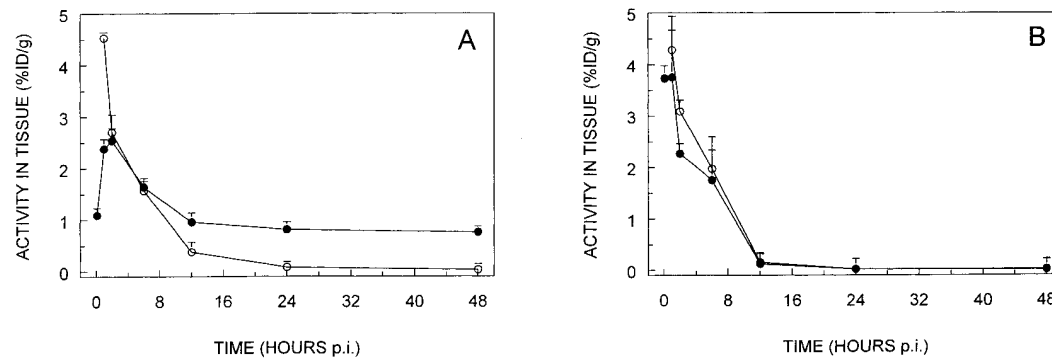 A
ACTIVITY IN TISSUE (%ID/g)
5
4
3
2
1
0
0 8 16 24 32 40 48
TIME (HOURS p.i.)
B
ACTIVITY IN TISSUE (%ID/g)
5
4
3
2
1
0
0 8 16 24 32 40 48
TIME (HOURS p.i.)